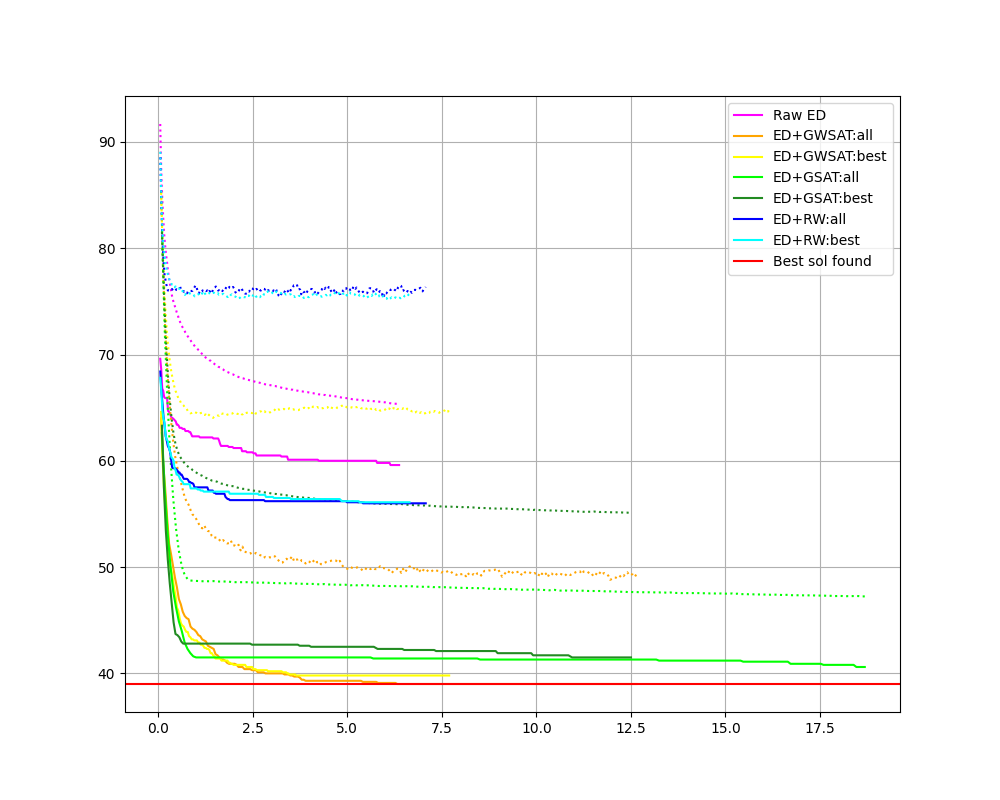 90
80
70
60
50
40
0.0 2.5 5.0 7.5 10.0 12.5 15.0 17.5
Raw ED
ED+GWSAT:all
ED+GWSAT:best
ED+GSAT:all
ED+GSAT:best
ED+RW:all
ED+RW:best
Best sol found